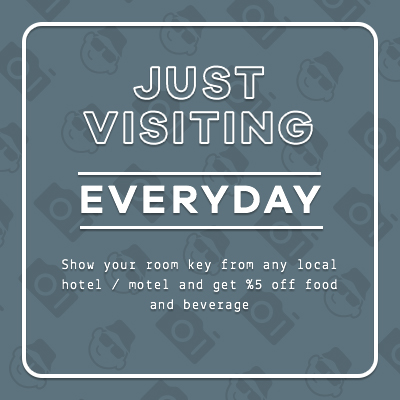 JUST
VISITING
EVERYDAY
Show your room key from any local
hotel / motel and get %5 off food
and beverage